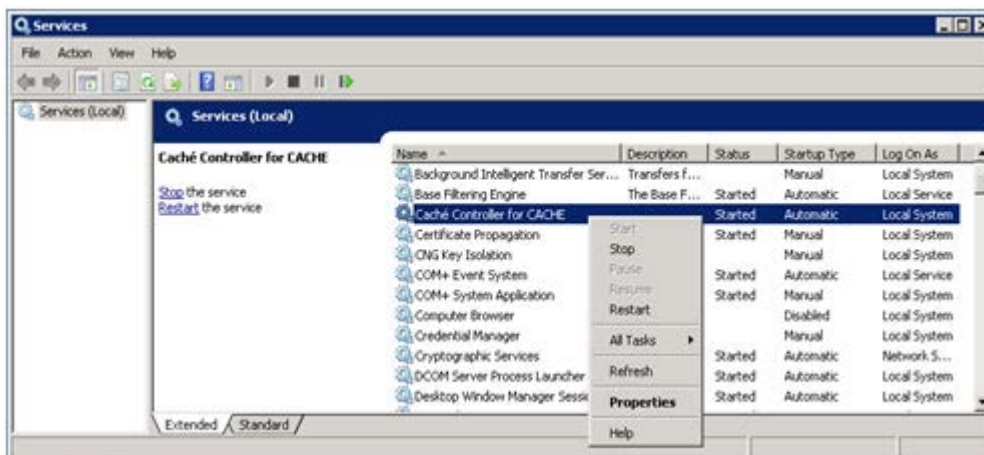 Services
File Action View Help
Services (Local)
Services (Local)
Caché Controller for CACHE
Stop the service
Restart the service
Name Description Status Startup Type Log On As
Background Intelligent Transfer Ser... Transfers f... Manual Local System
Base Filtering Engine The Base F... Started Automatic Local Service
Caché Controller for CACHE Started Automatic Local System
Certificate Propagation Started Manual Local System
CNG Key Isolation Manual Local System
COM+ Event System Started Automatic Local Service
COM+ System Application Started Manual Local System
Computer Browser Disabled Local System
Credential Manager Manual Local System
Cryptographic Services Started Automatic Network S...
DCOM Server Process Launcher Started Automatic Local System
Desktop Window Manager Sessi Started Automatic Local System
Start
Stop
Pause
Resume
Restart
All Tasks
Refresh
Properties
Help
Extended Standard